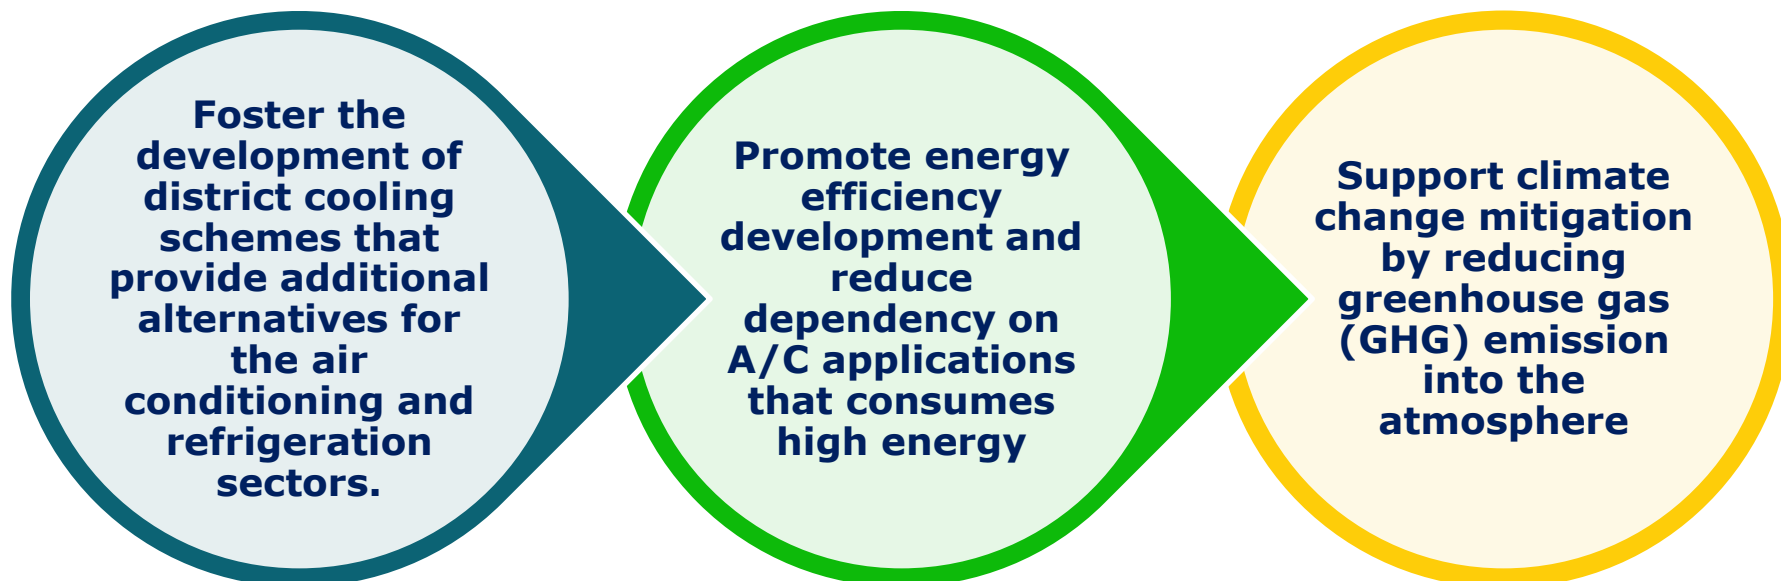 Foster the
development of
district cooling
schemes that
provide additional
alternatives for
the air
conditioning and
refrigeration
sectors.
Promote energy
efficiency
development and
reduce
dependency on
A/C applications
that consumes
high energy
Support climate
change mitigation
by reducing
greenhouse gas
(GHG) emission
into the
atmosphere